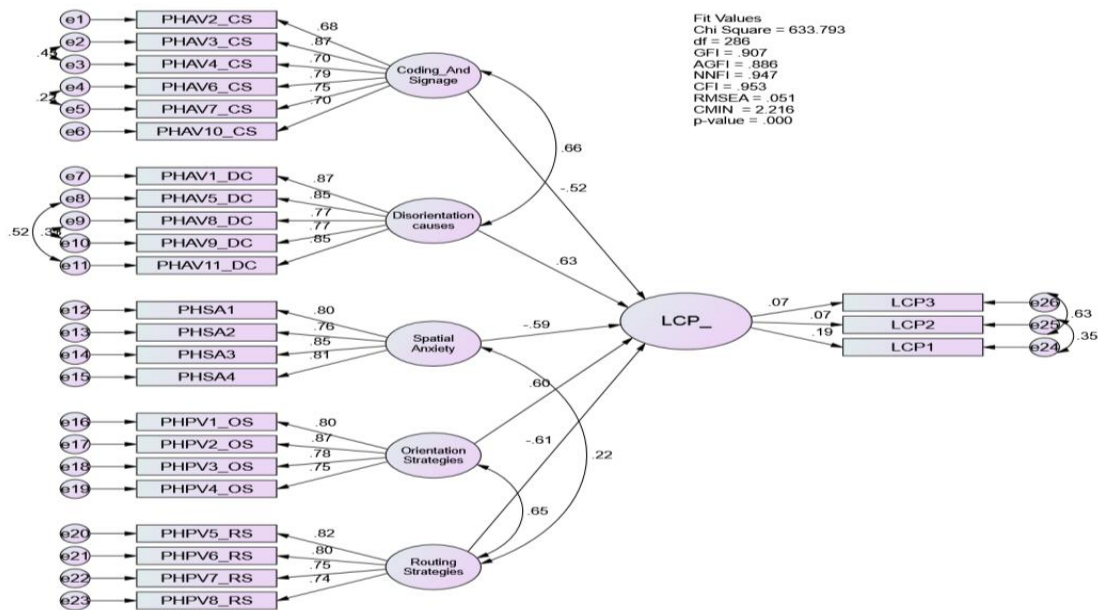 e1
PHAV2_CS
.68
e2
PHAV3_CS
.87
e3
PHAV4_CS
.70
e4
PHAV6_CS
.79
e5
PHAV7_CS
.75
e6
PHAV10_CS
.70
Coding_And
Signage
Fit Values
Chi Square = 633.793
df = 286
GFI = .907
AGFI = .886
NNFI = .947
CFI = .953
RMSEA = .051
CMIN = 2.216
p-value = .000
.66
-.52
e7
PHAV1_DC
.87
e8
PHAV5_DC
.85
e9
PHAV8_DC
.77
e10
PHAV9_DC
.77
e11
PHAV11_DC
.85
.52
Disorientation
causes
.63
e12
PHSA1
.80
e13
PHSA2
.76
e14
PHSA3
.85
e15
PHSA4
.81
Spatial
Anxiety
-.59
LCP_
.07
LCP3
e26
.07
LCP2
e25
.19
LCP1
e24
.63
.35
e16
PHPV1_OS
.80
e17
PHPV2_OS
.87
e18
PHPV3_OS
.78
e19
PHPV4_OS
.75
Orientation
Strategies
.60
-.61
.22
.65
e20
PHPV5_RS
.82
e21
PHPV6_RS
.80
e22
PHPV7_RS
.75
e23
PHPV8_RS
.74
Routing
Strategies